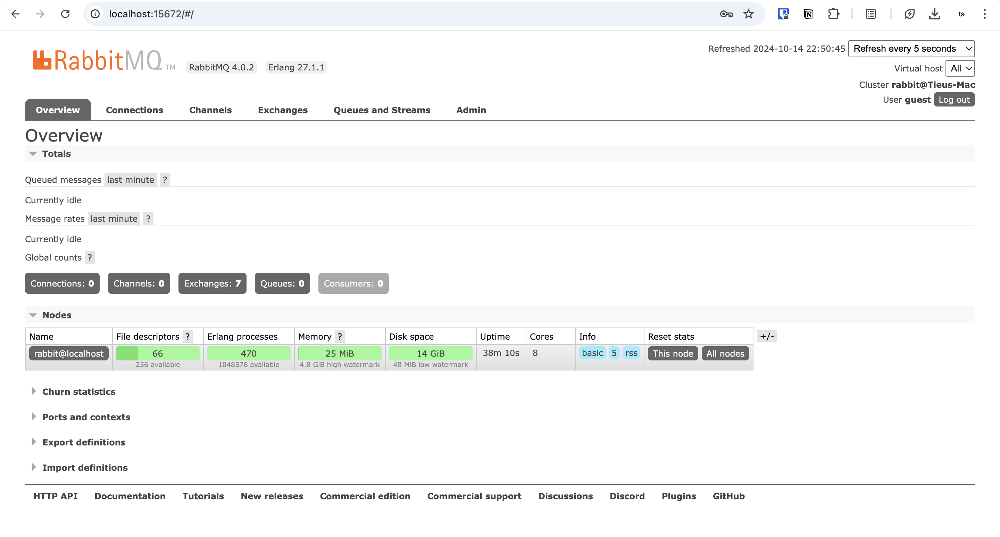 localhost:15672/#/
RabbitMQ TM RabbitMQ 4.0.2 Erlang 27.1.1
Refreshed 2024-10-14 22:50:45 Refresh every 5 seconds
Virtual host All
Cluster rabbit@Tieus-Mac
User guest Log out
Overview Connections Channels Exchanges Queues and Streams Admin
Overview
Totals
Queued messages last minute ?
Currently idle
Message rates last minute ?
Currently idle
Global counts ?
Connections: 0 Channels: 0 Exchanges: 7 Queues: 0 Consumers: 0
Nodes
Name File descriptors ? Erlang processes Memory ? Disk space Uptime Cores Info Reset stats +/-
rabbit@localhost 66 470 25 MiB 14 GiB 38m 10s 8 basic 5 rss This node All nodes
256 available 1048576 available 4.8 GiB high watermark 48 MiB low watermark
Churn statistics
Ports and contexts
Export definitions
Import definitions
HTTP API Documentation Tutorials New releases Commercial edition Commercial support Discussions Discord Plugins GitHub